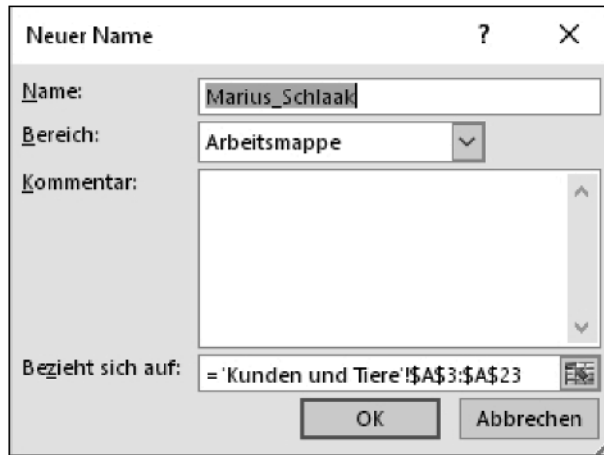 Neuer Name ? X
Name: Marius_Schlaak
Bereich: Arbeitsmappe
Kommentar:
Bezieht sich auf: = 'Kunden und Tiere'!$A$3:$A$23
OK Abbrechen